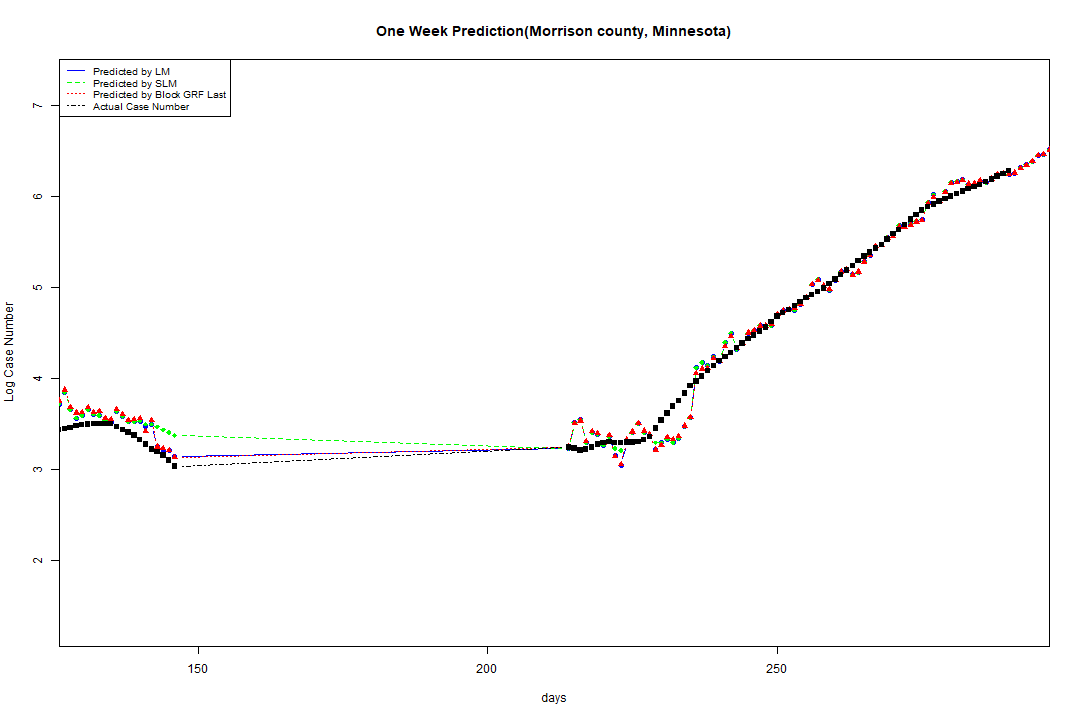 One Week Prediction(Morrison county, Minnesota)
Predicted by LM
Predicted by SLM
Predicted by Block GRF Last
Actual Case Number
7
6
5
4
3
2
Log Case Number
150
200
250
days